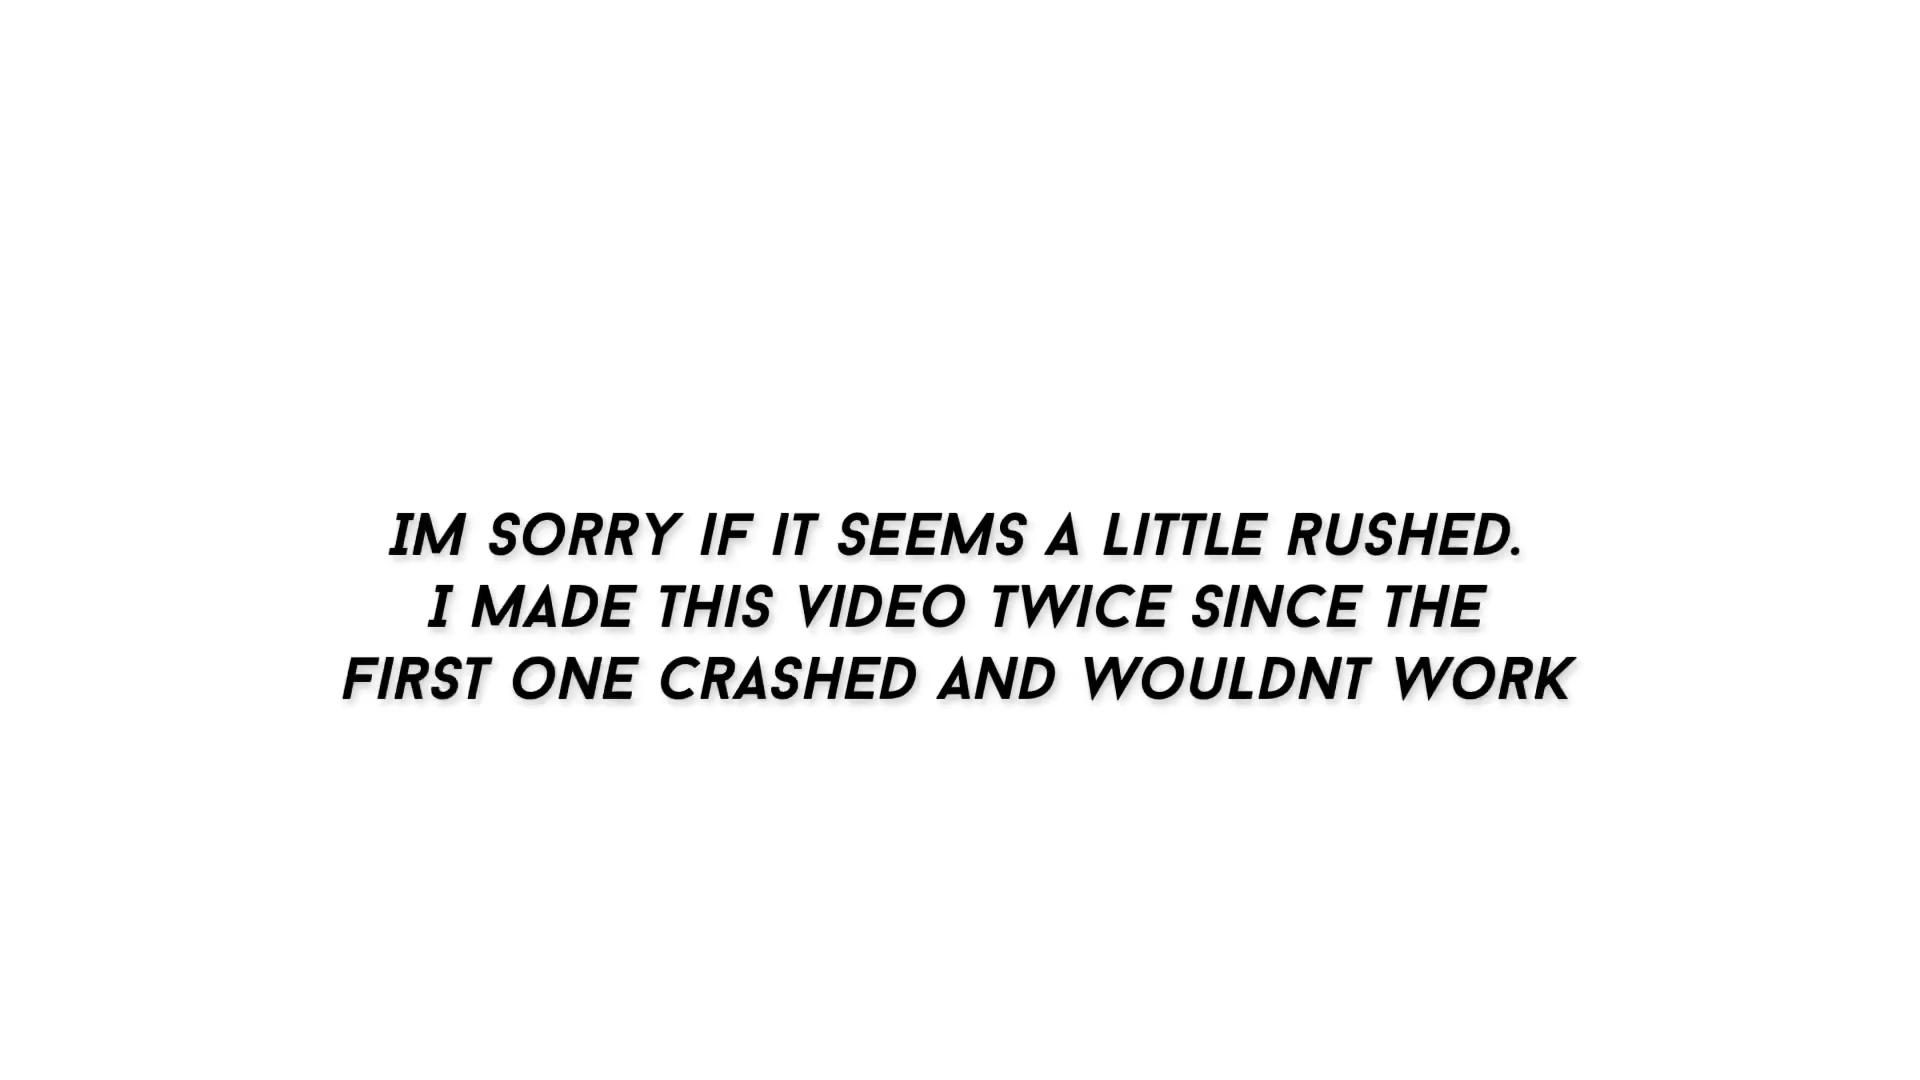 IM SORRY IF IT SEEMS A LITTLE RUSHED.
I MADE THIS VIDEO TWICE SINCE THE
FIRST ONE CRASHED AND WOULDNT WORK